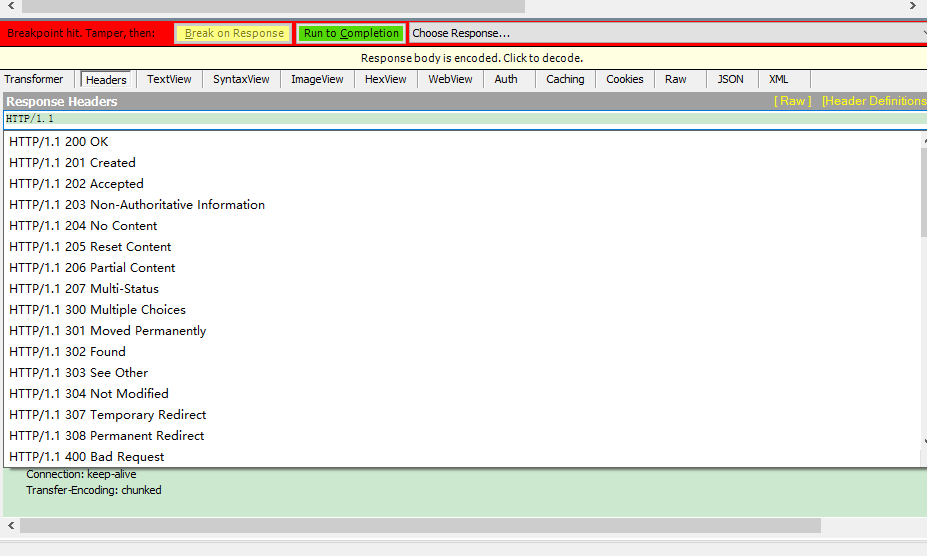 Breakpoint hit. Tamper, then: Break on Response Run to Completion Choose Response...
Response body is encoded. Click to decode.
Transformer Headers TextView SyntaxView ImageView HexView WebView Auth Caching Cookies Raw JSON XML
Response Headers [ Raw ] [Header Definitions
HTTP/1.1
HTTP/1.1 200 OK
HTTP/1.1 201 Created
HTTP/1.1 202 Accepted
HTTP/1.1 203 Non-Authoritative Information
HTTP/1.1 204 No Content
HTTP/1.1 205 Reset Content
HTTP/1.1 206 Partial Content
HTTP/1.1 207 Multi-Status
HTTP/1.1 300 Multiple Choices
HTTP/1.1 301 Moved Permanently
HTTP/1.1 302 Found
HTTP/1.1 303 See Other
HTTP/1.1 304 Not Modified
HTTP/1.1 307 Temporary Redirect
HTTP/1.1 308 Permanent Redirect
HTTP/1.1 400 Bad Request
Connection: keep-alive
Transfer-Encoding: chunked